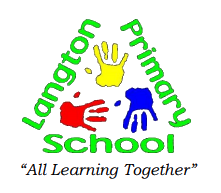 Langton
Primary
School
“All Learning Together”